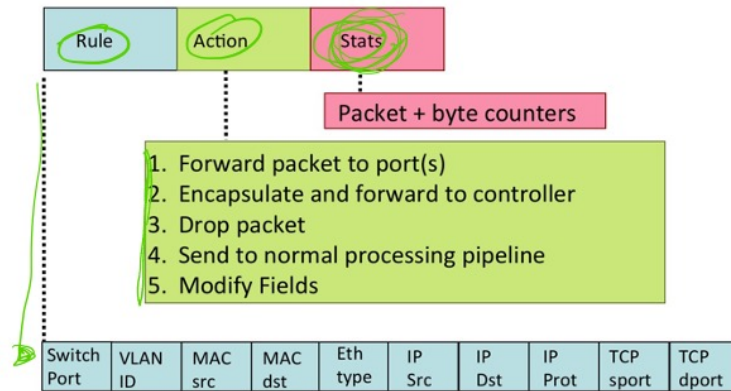 Rule Action Stats
Packet + byte counters
1. Forward packet to port(s)
2. Encapsulate and forward to controller
3. Drop packet
4. Send to normal processing pipeline
5. Modify Fields
Switch Port
VLAN ID
MAC src
MAC dst
Eth type
IP Src
IP Dst
IP Prot
TCP sport
TCP dport